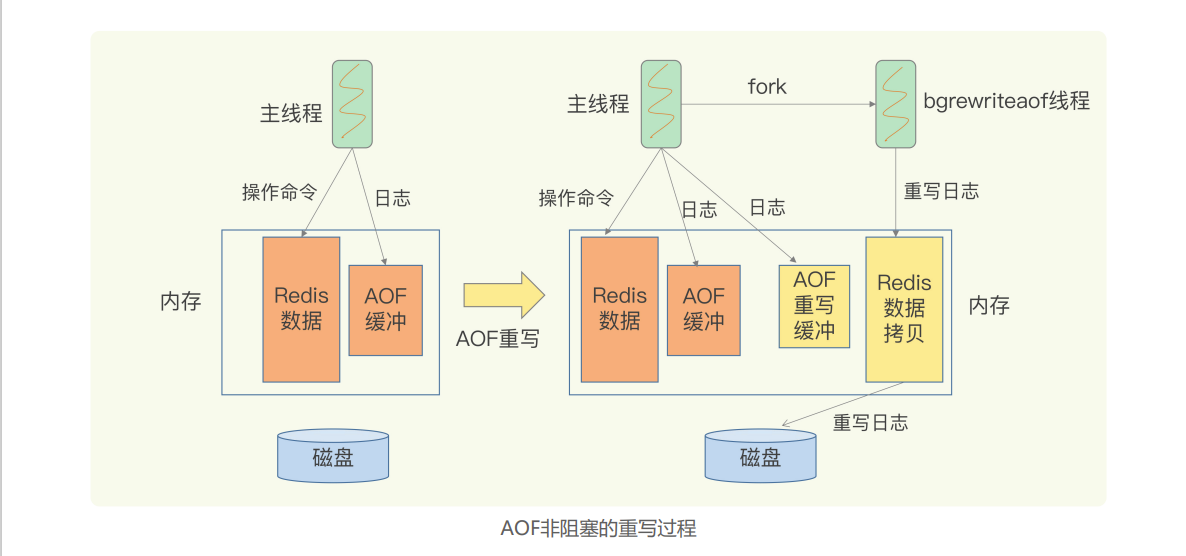 主线程
操作命令
日志
内存
Redis
数据
AOF
缓冲
磁盘
AOF重写
主线程
fork
bgrewriteaof线程
操作命令
日志
日志
重写日志
Redis
数据
AOF
缓冲
AOF
重写
缓冲
Redis
数据
拷贝
内存
重写日志
磁盘
AOF非阻塞的重写过程